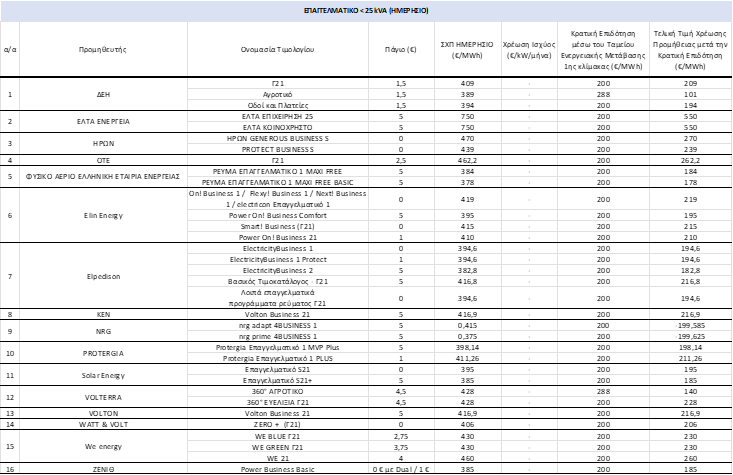 ΕΠΑΓΓΕΛΜΑΤΙΚΟ < 25 kVA (ΗΜΕΡΗΣΙΟ)
α/α Προμηθευτής Ονομασία Τιμολογίου Πάγιο (€) ΣΧΠ ΗΜΕΡΗΣΙΟ (€/MWh) Χρέωση Ισχύος (€/kW/μήνα) Κρατική Επιδότηση μέσω του Ταμείου Ενεργειακής Μετάβασης 1ης κλίμακας (€/MWh) Τελική Τιμή Χρέωσης Προμήθειας μετά την Κρατική Επιδότηση (€/MWh)
1 ΔΕΗ Γ21 1,5 409 - 200 209
Αγροτικό 1,5 389 - 288 101
Οδοί και Πλατείες 1,5 394 - 200 194
2 ΕΛΤΑ ΕΝΕΡΓΕΙΑ ΕΛΤΑ ΕΠΙΧΕΙΡΗΣΗ 25 5 750 - 200 550
ΕΛΤΑ ΚΟΙΝΟΧΡΗΣΤΟ 5 750 - 200 550
3 ΗΡΩΝ ΗΡΩΝ GENEROUS BUSINESS S 0 470 - 200 270
PROTECT BUSINESS S 0 439 - 200 239
4 ΟΤΕ Γ21 2,5 462,2 - 200 262,2
5 ΦΥΣΙΚΟ ΑΕΡΙΟ ΕΛΛΗΝΙΚΗ ΕΤΑΙΡΙΑ ΕΝΕΡΓΕΙΑΣ ΡΕΥΜΑ ΕΠΑΓΓΕΛΜΑΤΙΚΟ 1 MAXI FREE 5 384 - 200 184
ΡΕΥΜΑ ΕΠΑΓΓΕΛΜΑΤΙΚΟ 1 MAXI FREE BASIC 5 378 - 200 178
6 Elin Energy On! Business 1 / Flexy! Business 1 / Next! Business 1 / electricon Επαγγελματικό 1 0 419 - 200 219
Power On! Business Comfort 5 395 - 200 195
Smart! Business (Γ21) 0 415 - 200 215
Power On! Business 21 1 410 - 200 210
7 Elpedison ElectricityBusiness 1 0 394,6 - 200 194,6
ElectricityBusiness 1 Protect 1 394,6 - 200 194,6
ElectricityBusiness 2 5 382,8 - 200 182,8
Βασικός Τιμοκατάλογος - Γ21 5 416,8 - 200 216,8
Λοιπά επαγγελματικά προγράμματα ρεύματος Γ21 0 394,6 - 200 194,6
8 ΚΕΝ Volton Business 21 5 416,9 - 200 216,9
9 NRG nrg adapt 4BUSINESS 1 5 0,415 - 200 -199,585
nrg prime 4BUSINESS 1 5 0,375 - 200 -199,625
10 PROTERGIA Protergia Επαγγελματικό 1 MVP Plus 5 398,14 - 200 198,14
Protergia Επαγγελματικό 1 PLUS 1 411,26 - 200 211,26
11 Solar Energy Επαγγελματικό S21 0 395 - 200 195
Επαγγελματικό S21+ 5 385 - 200 185
12 VOLTERRA 360° ΑΓΡΟΤΙΚΟ 4,5 428 - 288 140
360° ΕΥΕΛΙΞΙΑ Γ21 4,5 428 - 200 228
13 VOLTON Volton Business 21 5 416,9 - 200 216,9
14 WATT & VOLT ZERO + (Γ21) 0 406 - 200 206
15 We energy WE BLUE Γ21 2,75 430 - 200 230
WE GREEN Γ21 3,75 430 - 200 230
WE 21 4 460 - 200 260
16 ΖΕΝΙΘ Power Business Basic 0 € με Dual / 1 € 385 - 200 185